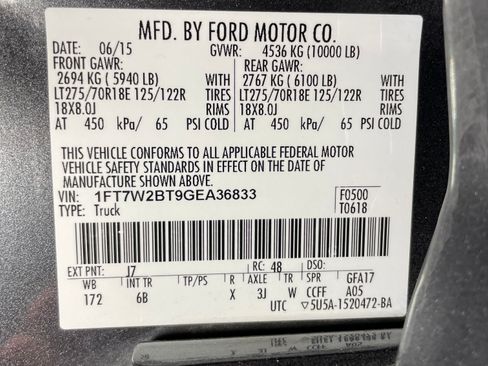 MFD. BY FORD MOTOR CO.
DATE: 06/15 GVWR: 4536 KG (10000 LB)
FRONT GAWR: REAR GAWR:
2694 KG ( 5940 LB) WITH 2767 KG ( 6100 LB) WITH
LT275/70R18E 125/122R TIRES LT275/70R18E 125/122R TIRES
18X8.0J RIMS 18X8.0J RIMS
AT 450 kPa/ 65 PSI COLD AT 450 kPa/ 65 PSI COLD
THIS VEHICLE CONFORMS TO ALL APPLICABLE FEDERAL MOTOR
VEHICLE SAFETY STANDARDS IN EFFECT ON THE DATE OF
MANUFACTURE SHOWN ABOVE.
VIN: 1FT7W2BT9GEA36833 F0500
TYPE: Truck T0618
EXT PNT: J7 RC: 48 DSO:
WB INT TR TP/PS R AXLE TR SPR GFA17
172 6B X 3J W CCFF A05
UTC ▽5U5A-1520472-BA